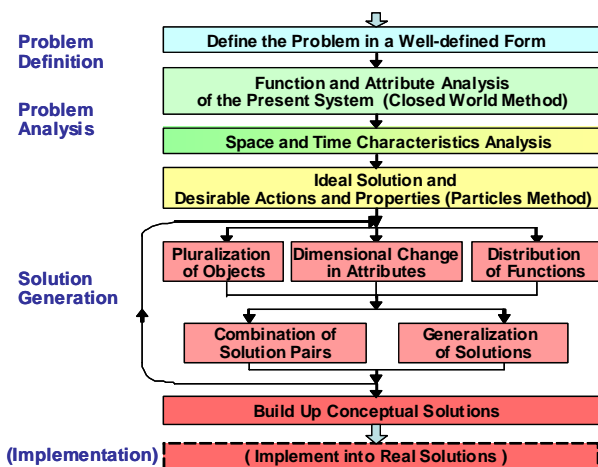 Problem
Definition
Define the Problem in a Well-defined Form
Problem
Analysis
Function and Attribute Analysis
of the Present System (Closed World Method)
Space and Time Characteristics Analysis
Ideal Solution and
Desirable Actions and Properties (Particles Method)
Solution
Generation
Pluralization
of Objects
Dimensional Change
in Attributes
Distribution
of Functions
Combination of
Solution Pairs
Generalization
of Solutions
Build Up Conceptual Solutions
(Implementation)
( Implement into Real Solutions )